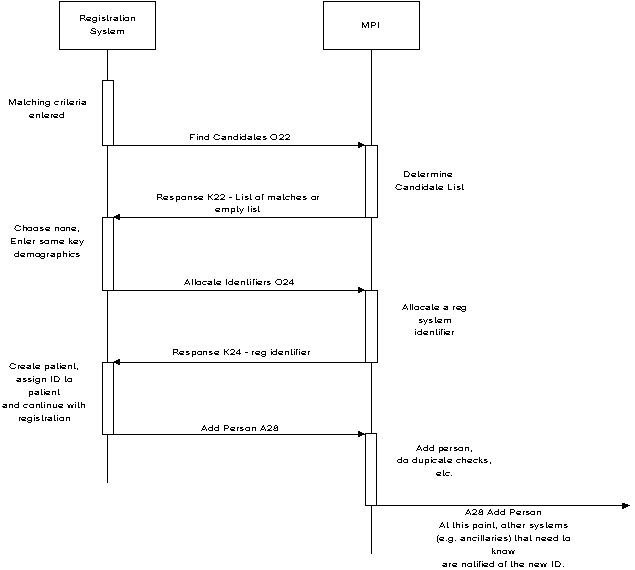 Registration
System
MPI
Matching criteria
entered
Find Candidates Q22
Determine
Candidate List
Response K22 - List of matches or
empty list
Choose none,
Enter some key
demographics
Allocate Identifiers Q24
Allocate a reg
system
identifier
Response K24 - reg identifier
Create patient,
assign ID to
patient
and continue with
registration
Add Person A28
Add person,
do dupicate checks,
etc.
A28 Add Person
At this point, other systems
(e.g. ancillaries) that need to
know
are notified of the new ID.